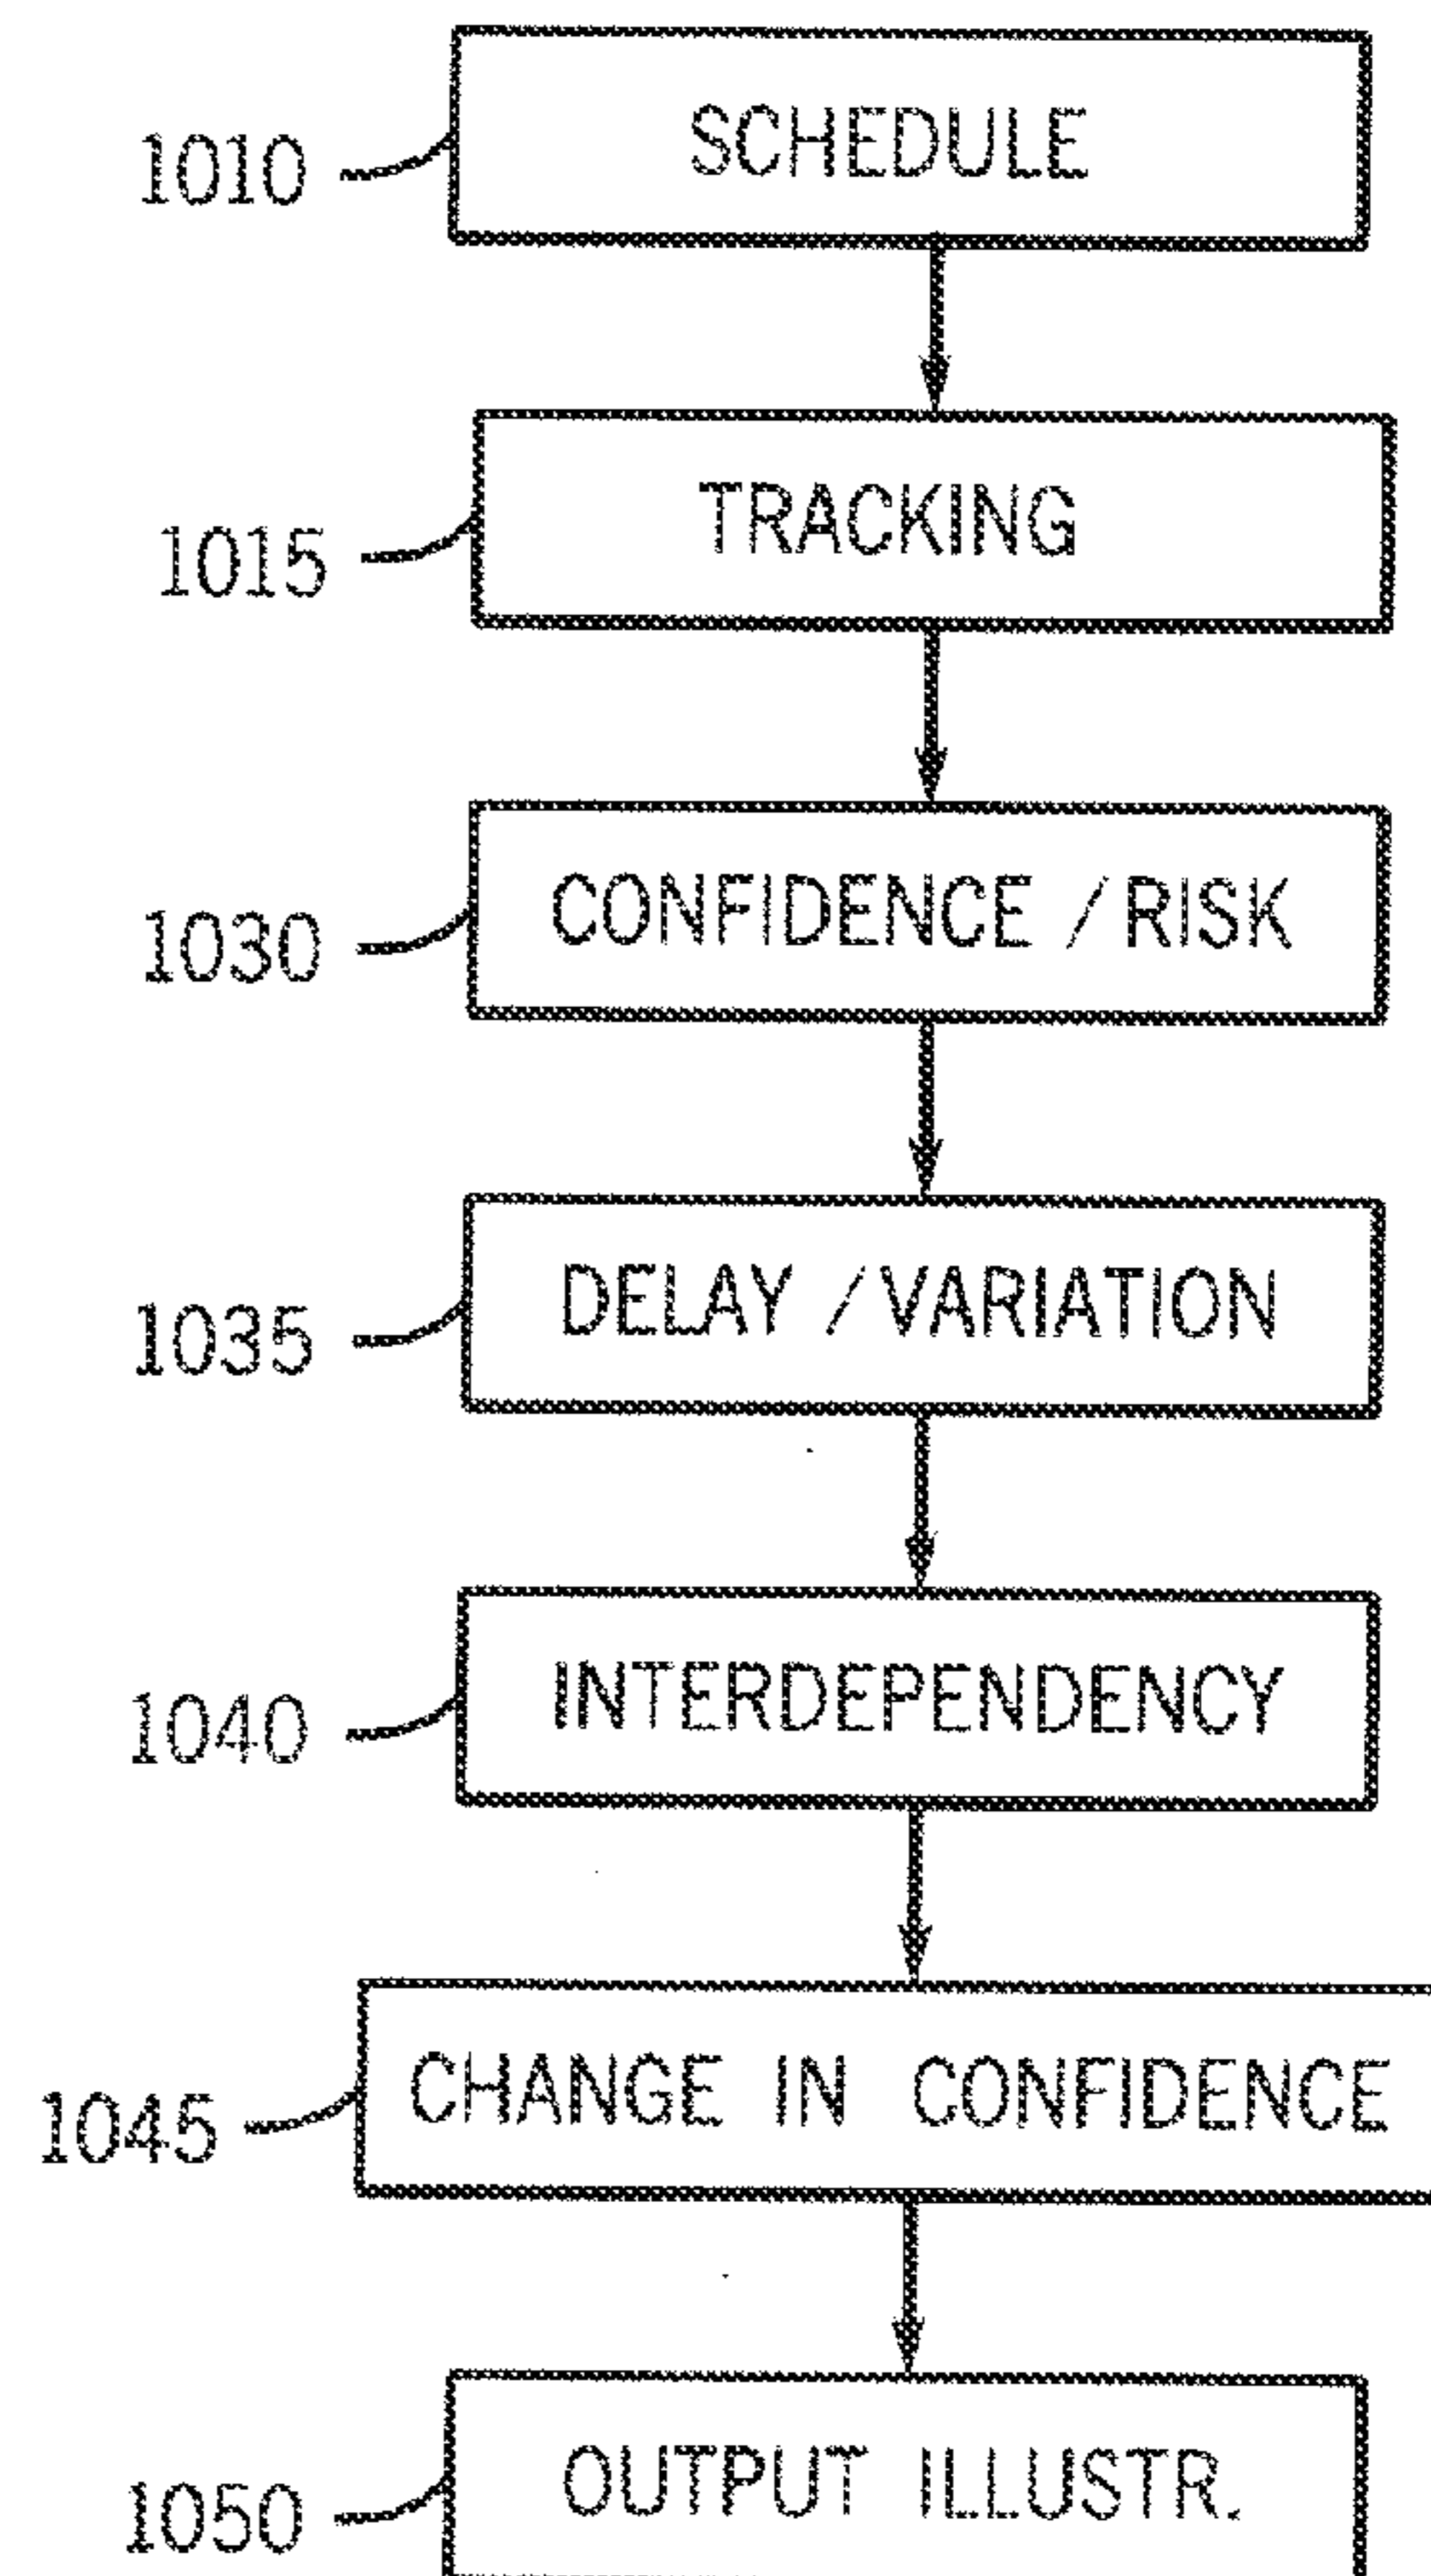 1010 SCHEDULE
1015 TRACKING
1030 CONFIDENCE / RISK
1035 DELAY / VARIATION
1040 INTERDEPENDENCY
1045 CHANGE IN CONFIDENCE
1050 OUTPUT ILLUSTR.